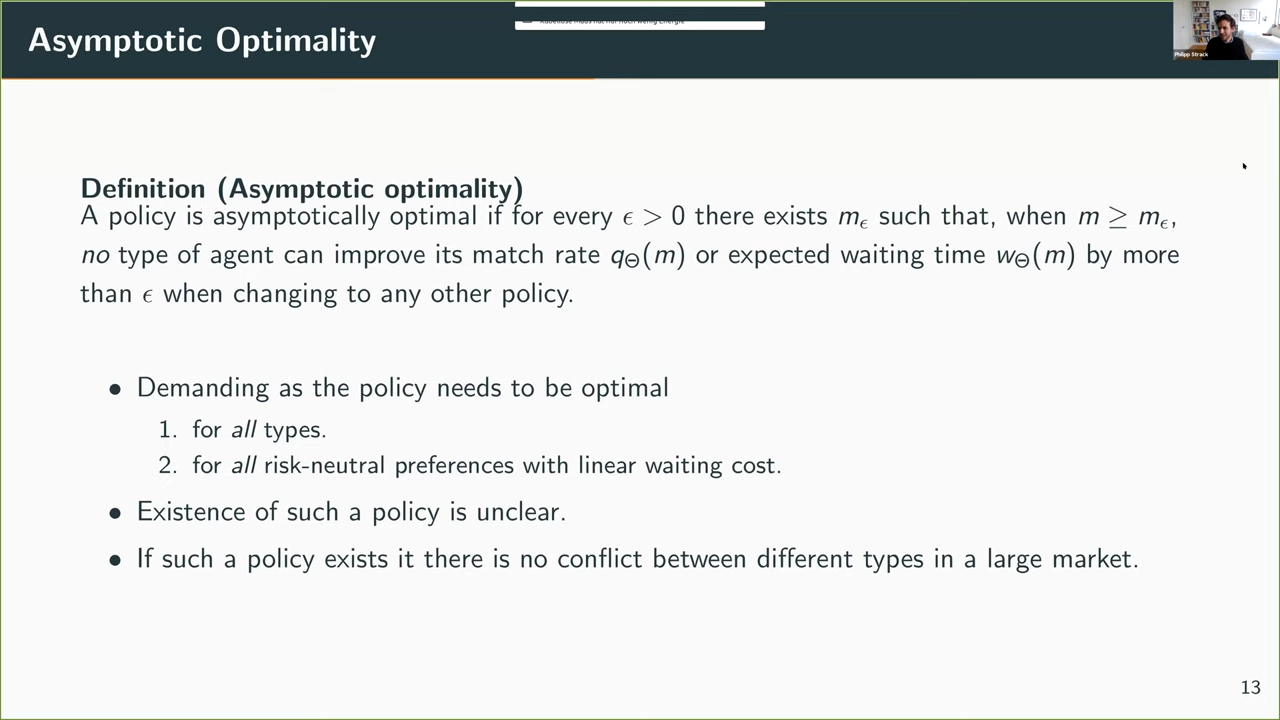 Asymptotic Optimality
Philipp Strack
Definition (Asymptotic optimality)
A policy is asymptotically optimal if for every ϵ > 0 there exists mϵ such that, when m ≥ mϵ,
no type of agent can improve its match rate qΘ(m) or expected waiting time wΘ(m) by more
than ϵ when changing to any other policy.
• Demanding as the policy needs to be optimal
1. for all types.
2. for all risk-neutral preferences with linear waiting cost.
• Existence of such a policy is unclear.
• If such a policy exists it there is no conflict between different types in a large market.
13